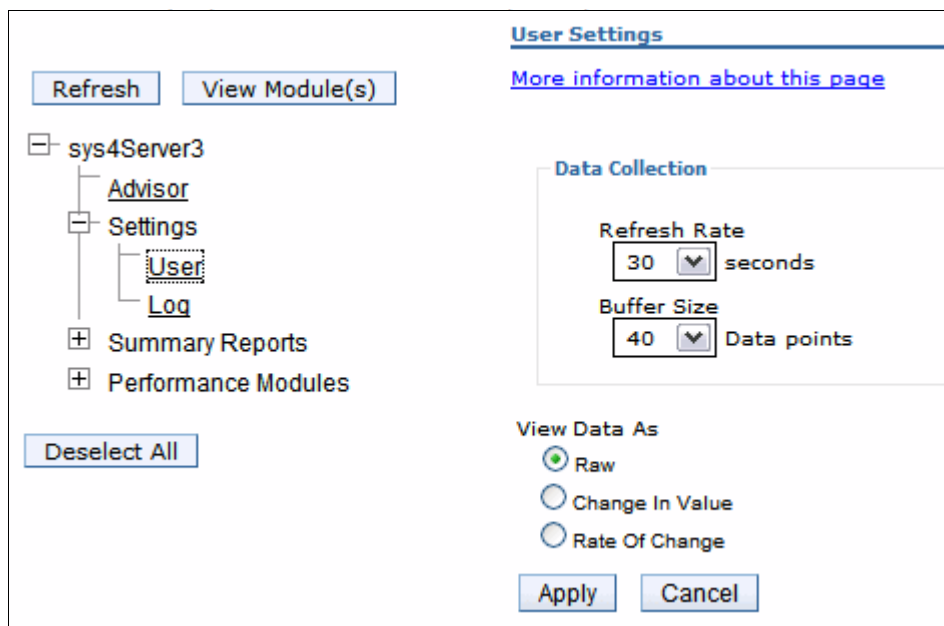 User Settings
More information about this page
Refresh
View Module(s)
sys4Server3
Advisor
Settings
User
Log
Summary Reports
Performance Modules
Deselect All
Data Collection
Refresh Rate
30 seconds
Buffer Size
40 Data points
View Data As
Raw
Change In Value
Rate Of Change
Apply
Cancel